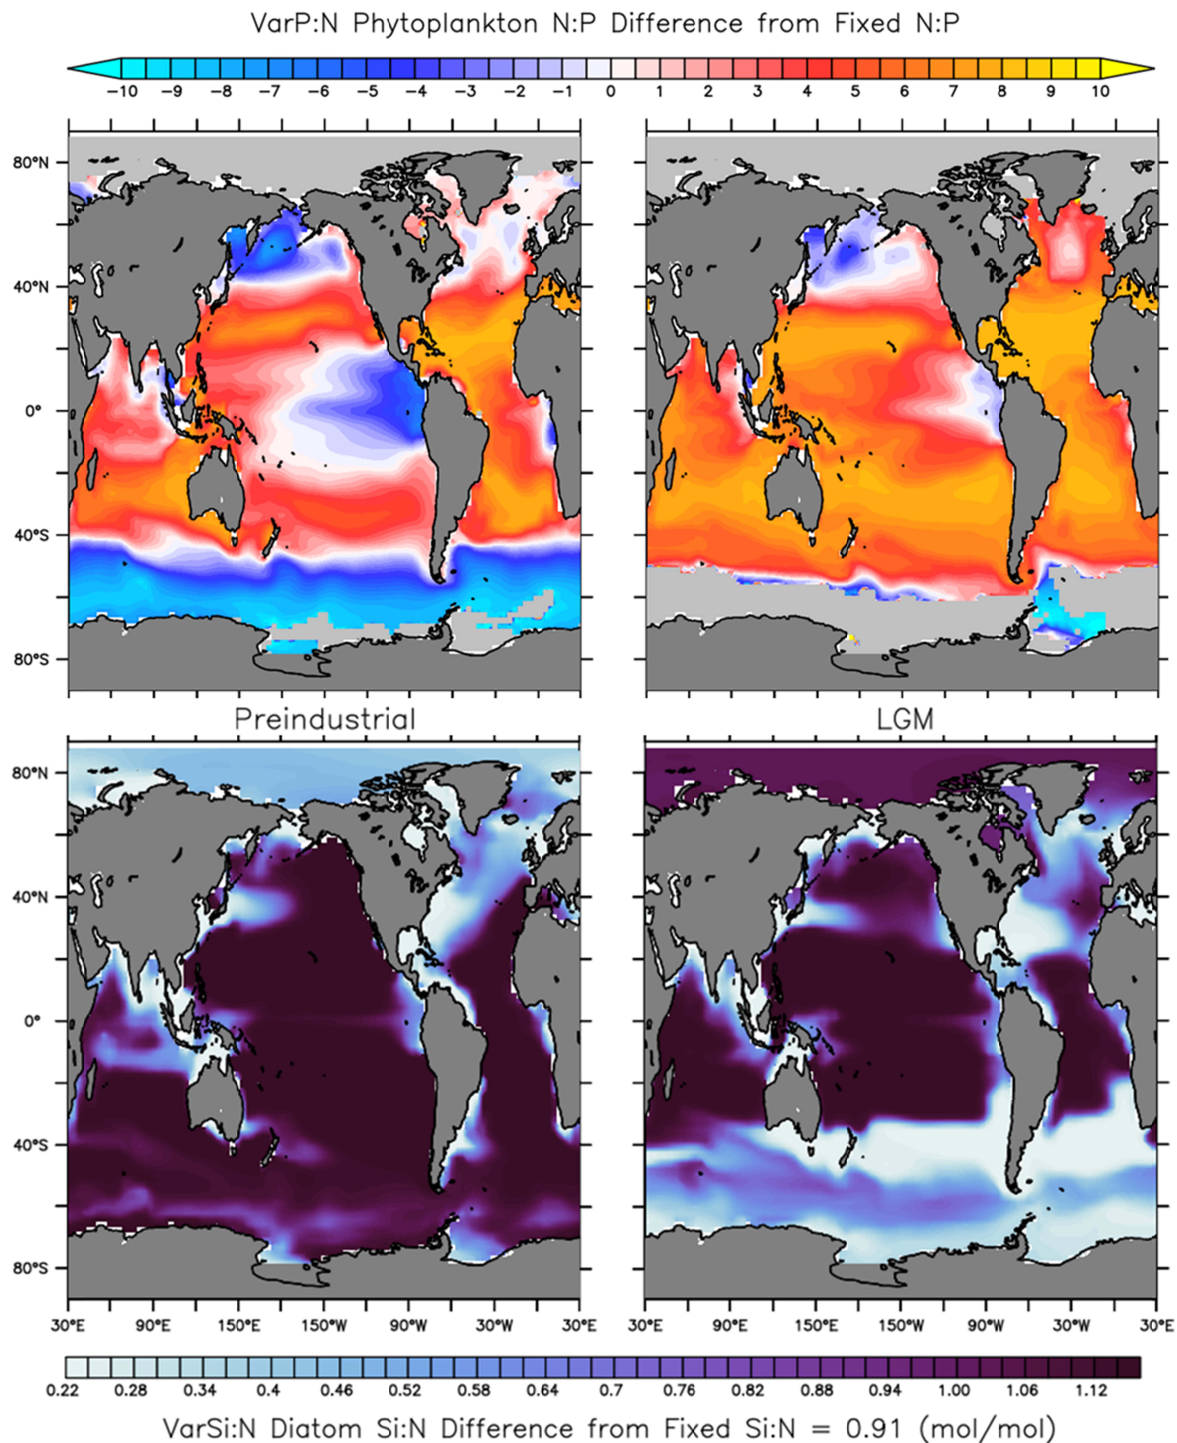 VarP:N Phytoplankton N:P Difference from Fixed N:P
−10 −9 −8 −7 −6 −5 −4 −3 −2 −1 0 1 2 3 4 5 6 7 8 9 10
80°N
40°N
0°
40°S
80°S
Preindustrial LGM
80°N
40°N
0°
40°S
80°S
30°E 90°E 150°E 150°W 90°W 30°W 30°E 30°E 90°E 150°E 150°W 90°W 30°W 30°E
0.22 0.28 0.34 0.4 0.46 0.52 0.58 0.64 0.7 0.76 0.82 0.88 0.94 1.00 1.06 1.12
VarSi:N Diatom Si:N Difference from Fixed Si:N = 0.91 (mol/mol)